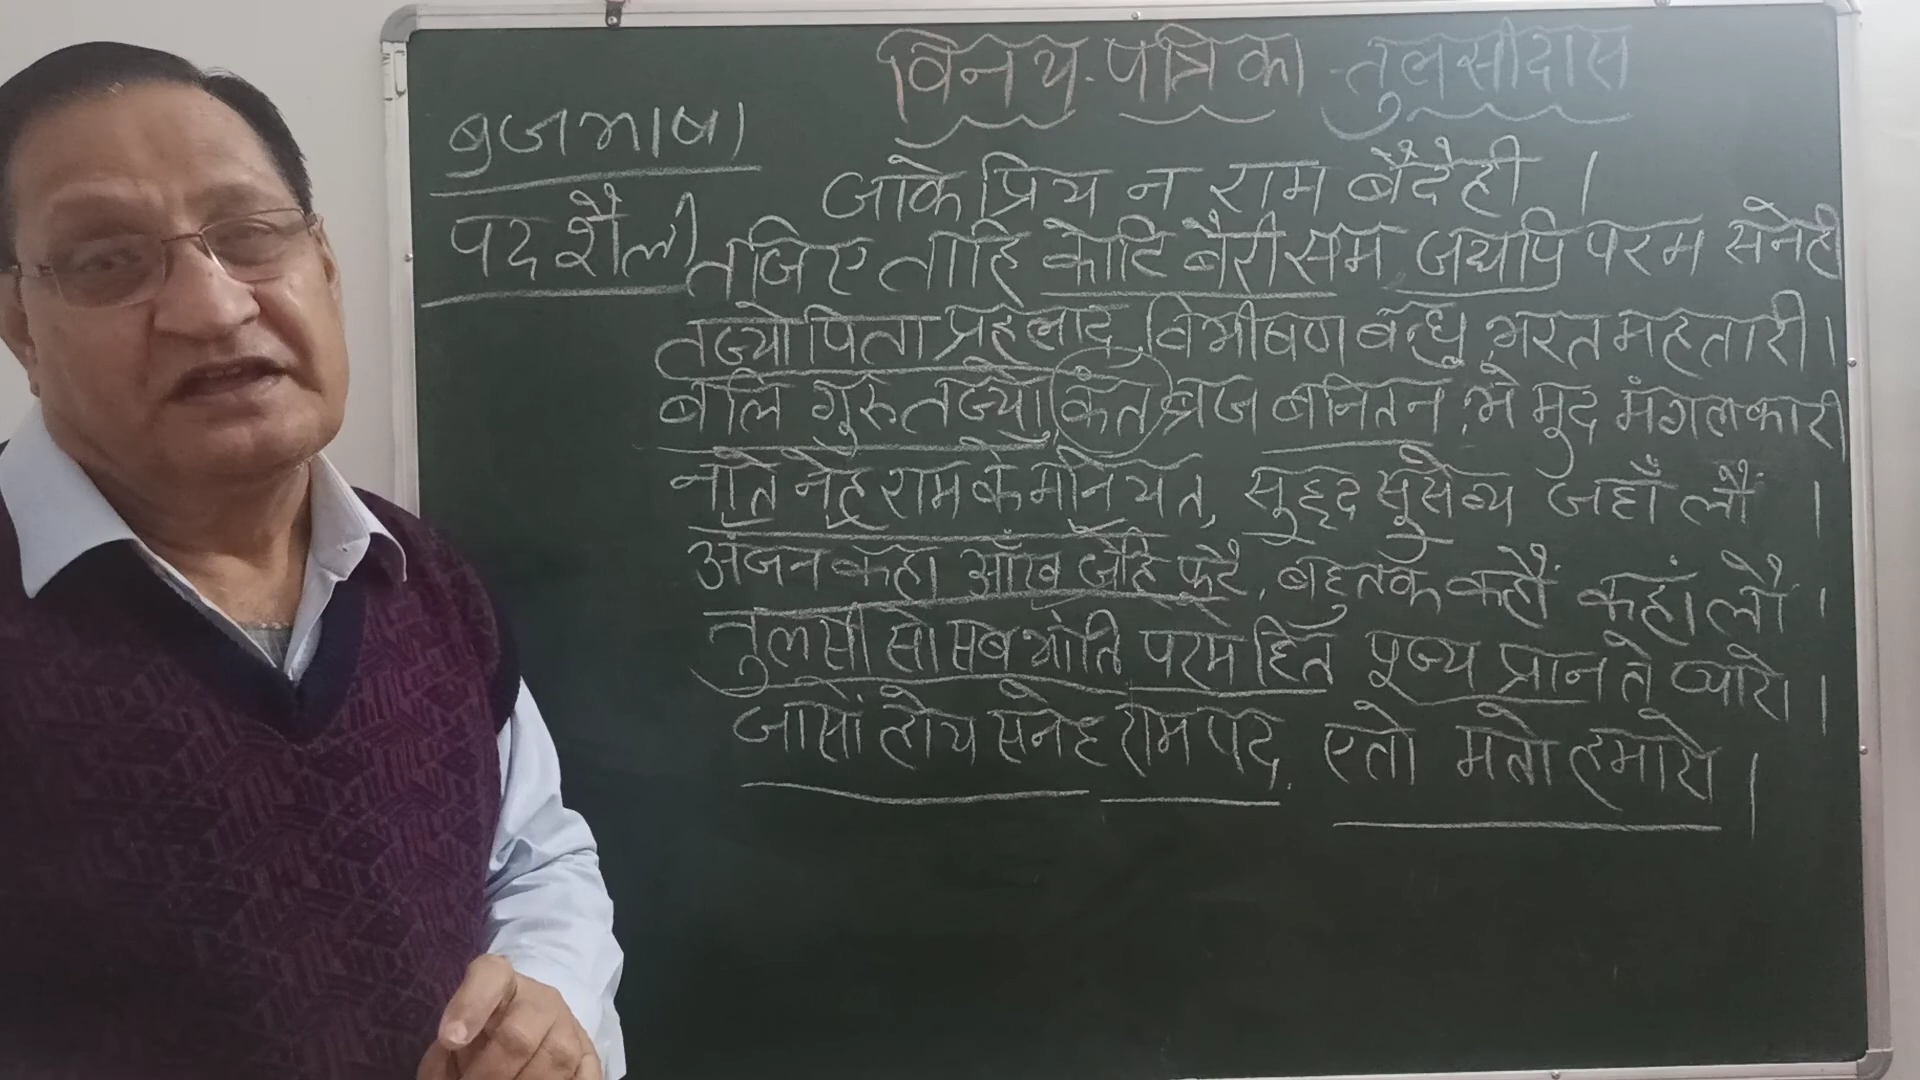 विनय-पत्रिका - तुलसीदास
बृजभाषा
पद शैली
जाके प्रिय न राम बैदेही ।
तजिए ताहि कोटि बैरी सम जद्यपि परम सनेही
तज्यो पिता प्रहलाद, विभीषण बन्धु, भरत महतारी ।
बलि गुरु तज्यो, कंत ब्रज बनितन, भे मुद मंगलकारी
नाते नेह राम के मनियत, सुहृद सुसेव्य जहाँ लौं ।
अंजन कहा आँख जेहि फूटै, बहुतक कहौं कहां लौं ।
तुलसी सो सब भांति परम हित पूज्य प्रान ते प्यारो ।
जासों होय सनेह राम पद, एतो मतो हमारो ।